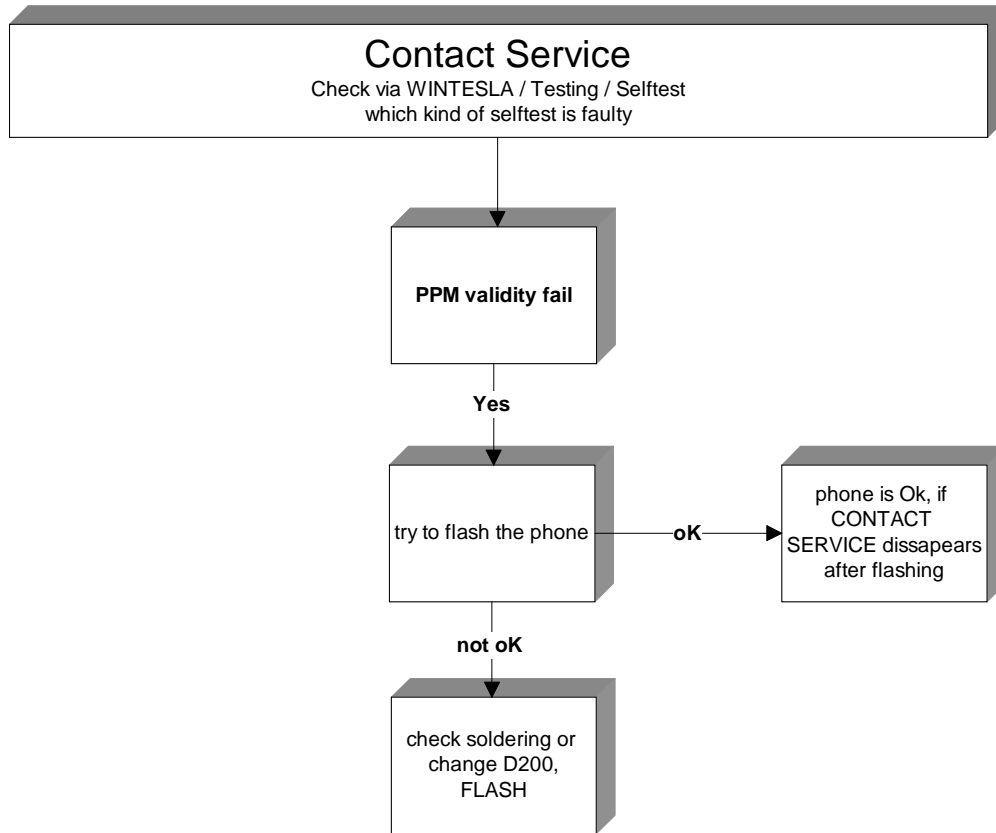 Contact Service
Check via WINTESLA / Testing / Selftest
which kind of selftest is faulty
PPM validity fail
Yes
try to flash the phone
oK
phone is Ok, if
CONTACT
SERVICE dissapears
after flashing
not oK
check soldering or
change D200,
FLASH